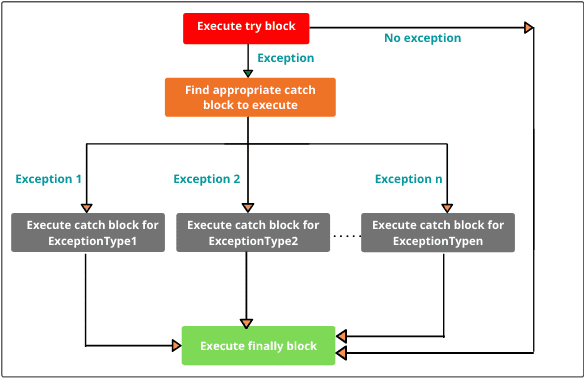 Execute try block
No exception
Exception
Find appropriate catch
block to execute
Exception 1
Exception 2
Exception n
Execute catch block for
ExceptionType1
Execute catch block for
ExceptionType2
.....
Execute catch block for
ExceptionTypen
Execute finally block